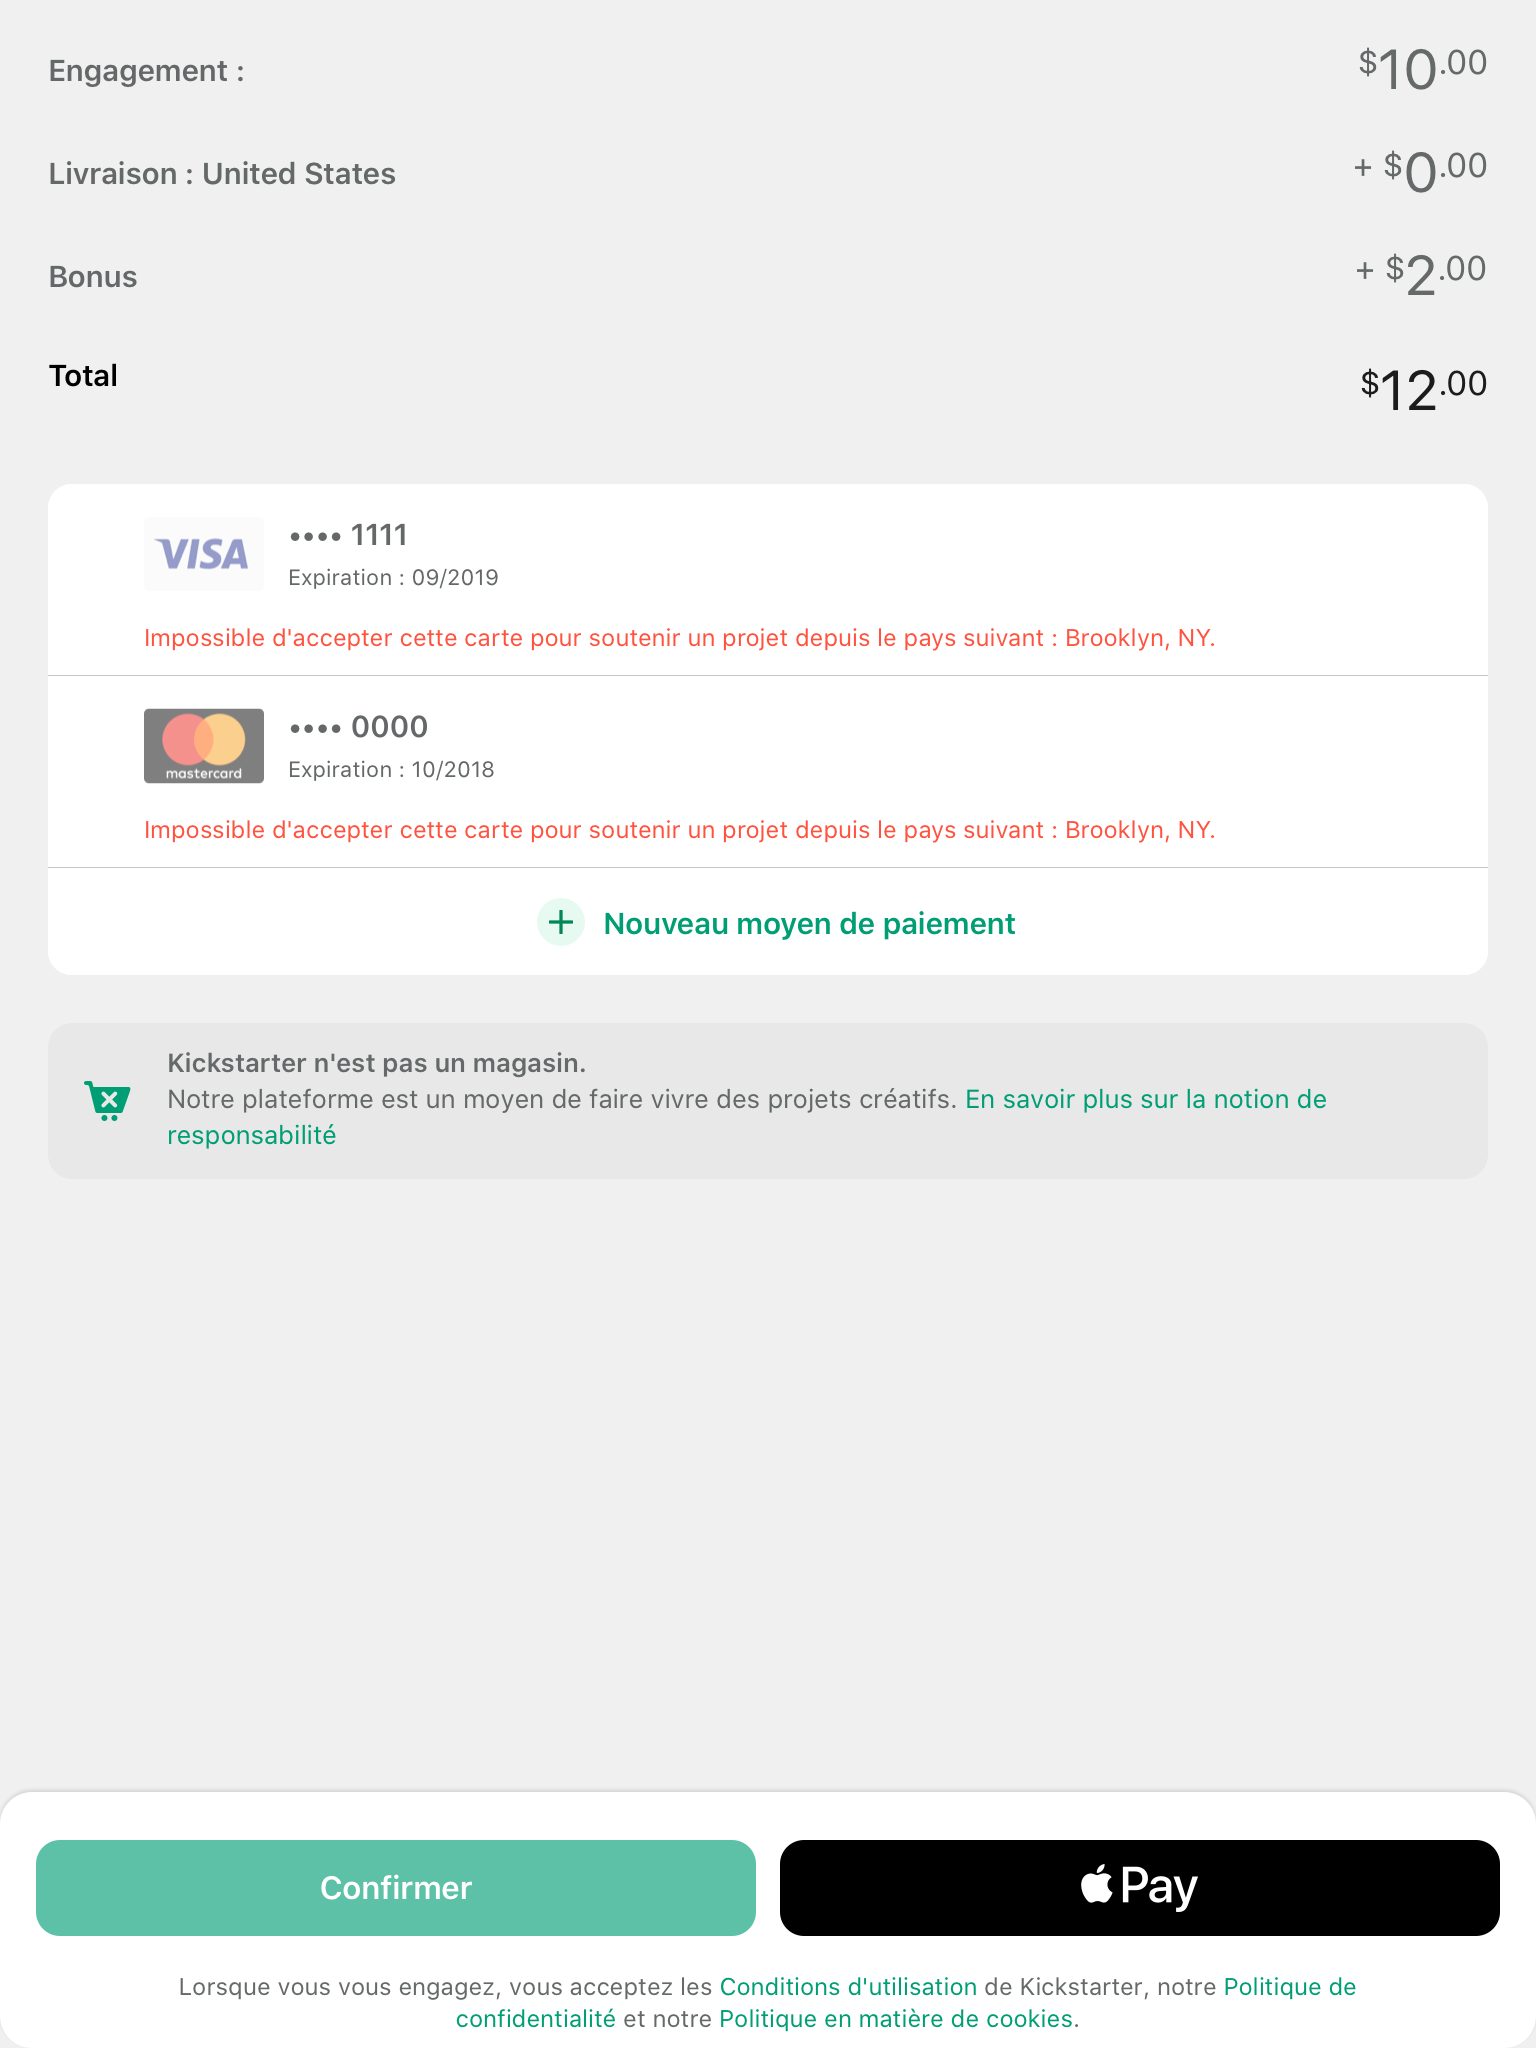 Engagement :
$10.00
Livraison : United States
+ $0.00
Bonus
+ $2.00
Total
$12.00
VISA
•••• 1111
Expiration : 09/2019
Impossible d'accepter cette carte pour soutenir un projet depuis le pays suivant : Brooklyn, NY.
mastercard
•••• 0000
Expiration : 10/2018
Impossible d'accepter cette carte pour soutenir un projet depuis le pays suivant : Brooklyn, NY.
Nouveau moyen de paiement
Kickstarter n'est pas un magasin.
Notre plateforme est un moyen de faire vivre des projets créatifs. En savoir plus sur la notion de
responsabilité
Confirmer
Pay
Lorsque vous vous engagez, vous acceptez les Conditions d'utilisation de Kickstarter, notre Politique de
confidentialité et notre Politique en matière de cookies.